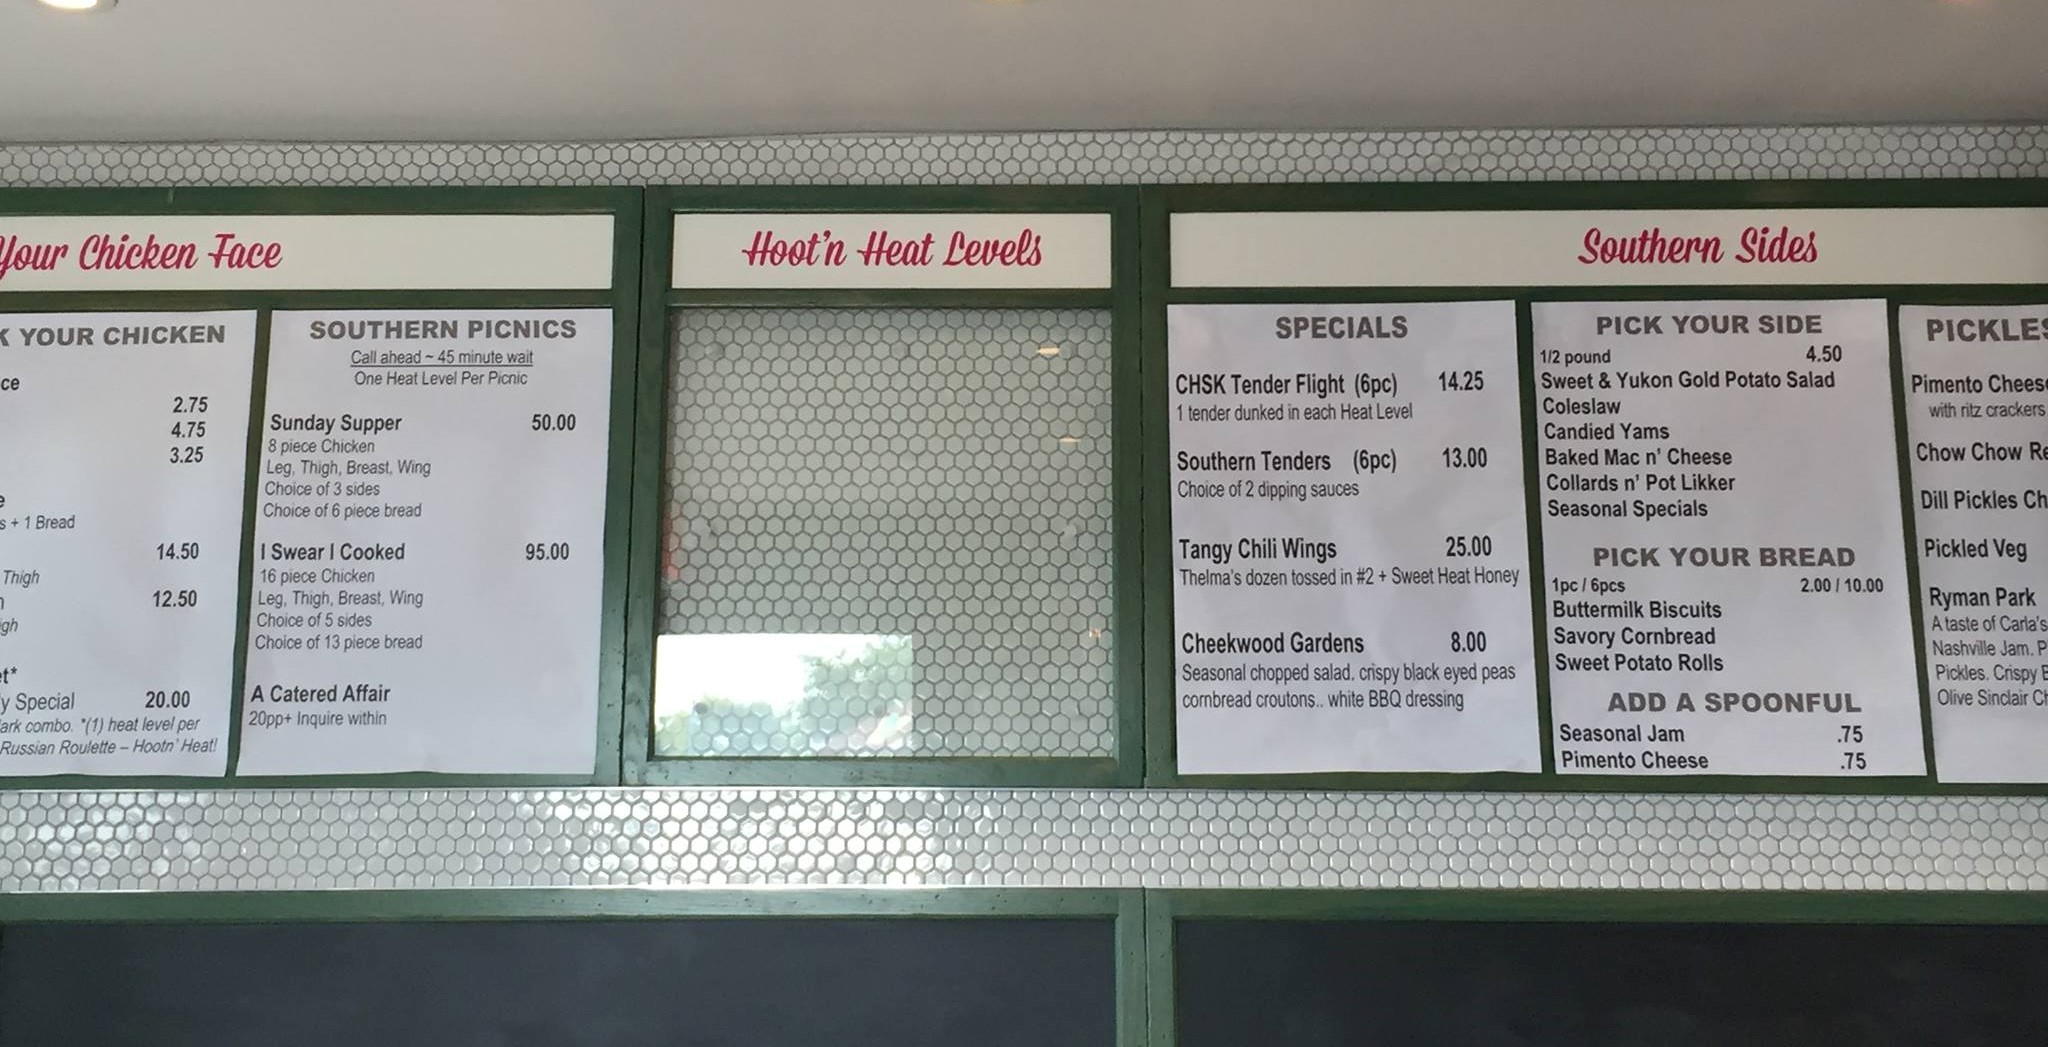 Your Chicken Face
K YOUR CHICKEN
ce
2.75
4.75
3.25
e
s + 1 Bread
14.50
Thigh
12.50
igh
et*
y Special 20.00
ark combo. *(1) heat level per
Russian Roulette – Hootn' Heat!
SOUTHERN PICNICS
Call ahead ~ 45 minute wait
One Heat Level Per Picnic
Sunday Supper 50.00
8 piece Chicken
Leg, Thigh, Breast, Wing
Choice of 3 sides
Choice of 6 piece bread
I Swear I Cooked 95.00
16 piece Chicken
Leg, Thigh, Breast, Wing
Choice of 5 sides
Choice of 13 piece bread
A Catered Affair
20pp+ Inquire within
Hoot'n Heat Levels
Southern Sides
SPECIALS
CHSK Tender Flight (6pc) 14.25
1 tender dunked in each Heat Level
Southern Tenders (6pc) 13.00
Choice of 2 dipping sauces
Tangy Chili Wings 25.00
Thelma's dozen tossed in #2 + Sweet Heat Honey
Cheekwood Gardens 8.00
Seasonal chopped salad. crispy black eyed peas
cornbread croutons.. white BBQ dressing
PICK YOUR SIDE
1/2 pound 4.50
Sweet & Yukon Gold Potato Salad
Coleslaw
Candied Yams
Baked Mac n' Cheese
Collards n' Pot Likker
Seasonal Specials
PICK YOUR BREAD
1pc / 6pcs 2.00 / 10.00
Buttermilk Biscuits
Savory Cornbread
Sweet Potato Rolls
ADD A SPOONFUL
Seasonal Jam .75
Pimento Cheese .75
PICKLES
Pimento Cheese
with ritz crackers
Chow Chow Re
Dill Pickles Ch
Pickled Veg
Ryman Park
A taste of Carla's
Nashville Jam. P
Pickles. Crispy B
Olive Sinclair Ch